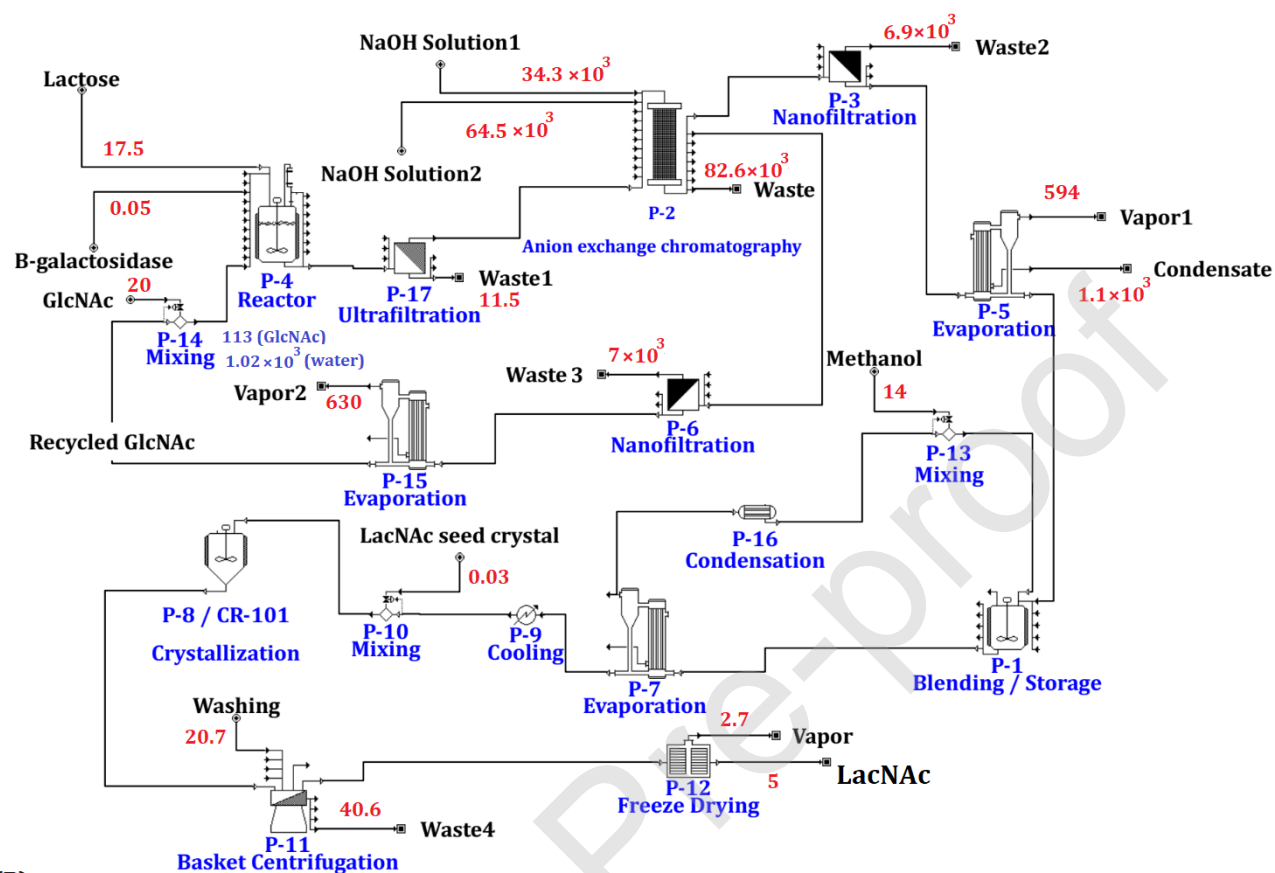 NaOH Solution1
34.3 ×10³
6.9×10³
Waste2
Lactose
P-3
Nanofiltration
64.5 ×10³
17.5
NaOH Solution2
82.6×10³
Waste
594
0.05
P-2
Vapor1
B-galactosidase
Anion exchange chromatography
Condensate
GlcNAc
20
P-4
Reactor
Waste1
11.5
P-17
Ultrafiltration
1.1×10³
P-5
Evaporation
P-14
Mixing
113 (GlcNAc)
1.02 ×10³ (water)
Methanol
14
Waste 3
7×10³
Vapor2
630
P-6
Nanofiltration
Recycled GlcNAc
P-13
Mixing
P-15
Evaporation
P-16
Condensation
LacNAc seed crystal
0.03
P-8 / CR-101
Crystallization
P-10
Mixing
P-9
Cooling
P-7
Evaporation
P-1
Blending / Storage
Washing
20.7
2.7
Vapor
P-12
Freeze Drying
5
LacNAc
40.6
Waste4
P-11
Basket Centrifugation
Pre-proof